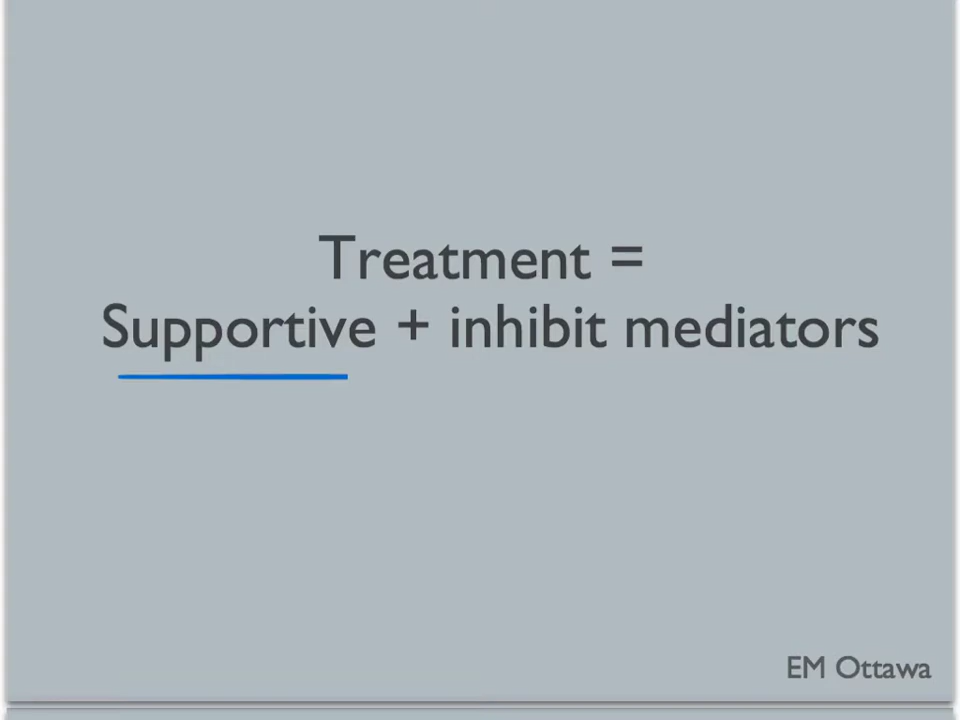 Treatment =
Supportive + inhibit mediators
EM Ottawa